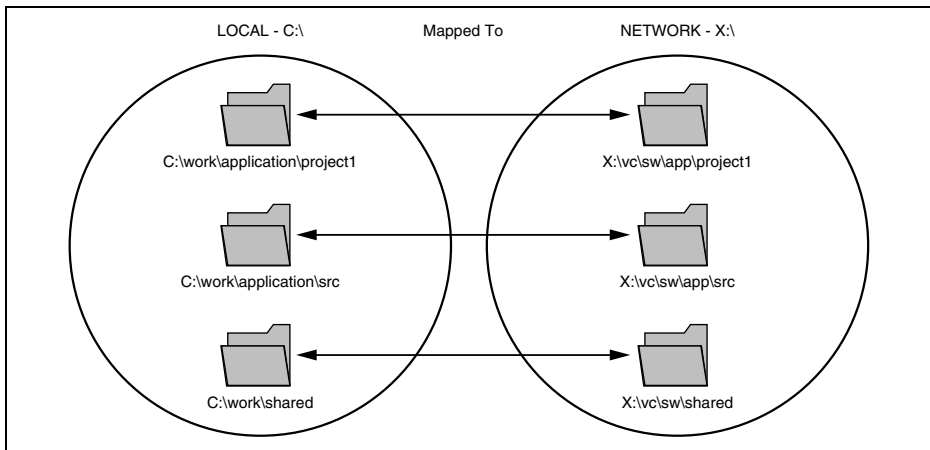 LOCAL - C:\ Mapped To NETWORK - X:\
C:\work\application\project1 X:\vc\sw\app\project1
C:\work\application\src X:\vc\sw\app\src
C:\work\shared X:\vc\sw\shared